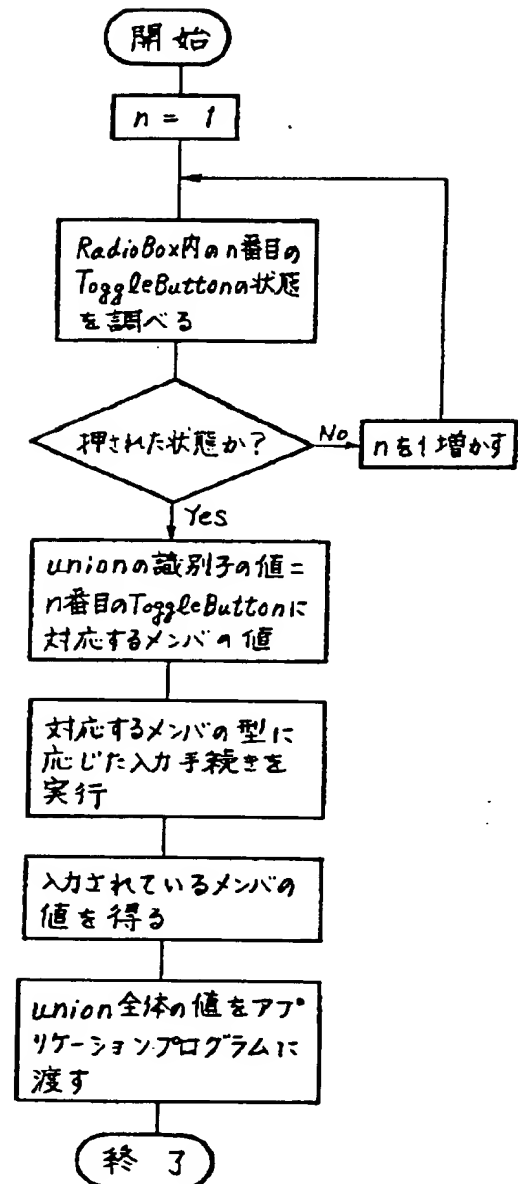 開始
n = 1
RadioBox内のn番目の
ToggleButtonの状態
を調べる
押された状態か?
No
nを1増かす
Yes
unionの識別子の値=
n番目のToggleButtonに
対応するメンバの値
対応するメンバの型に
応じた入力手続きを
実行
入力されているメンバの
値を得る
union全体の値をアプ
リケーションプログラムに
渡す
終了